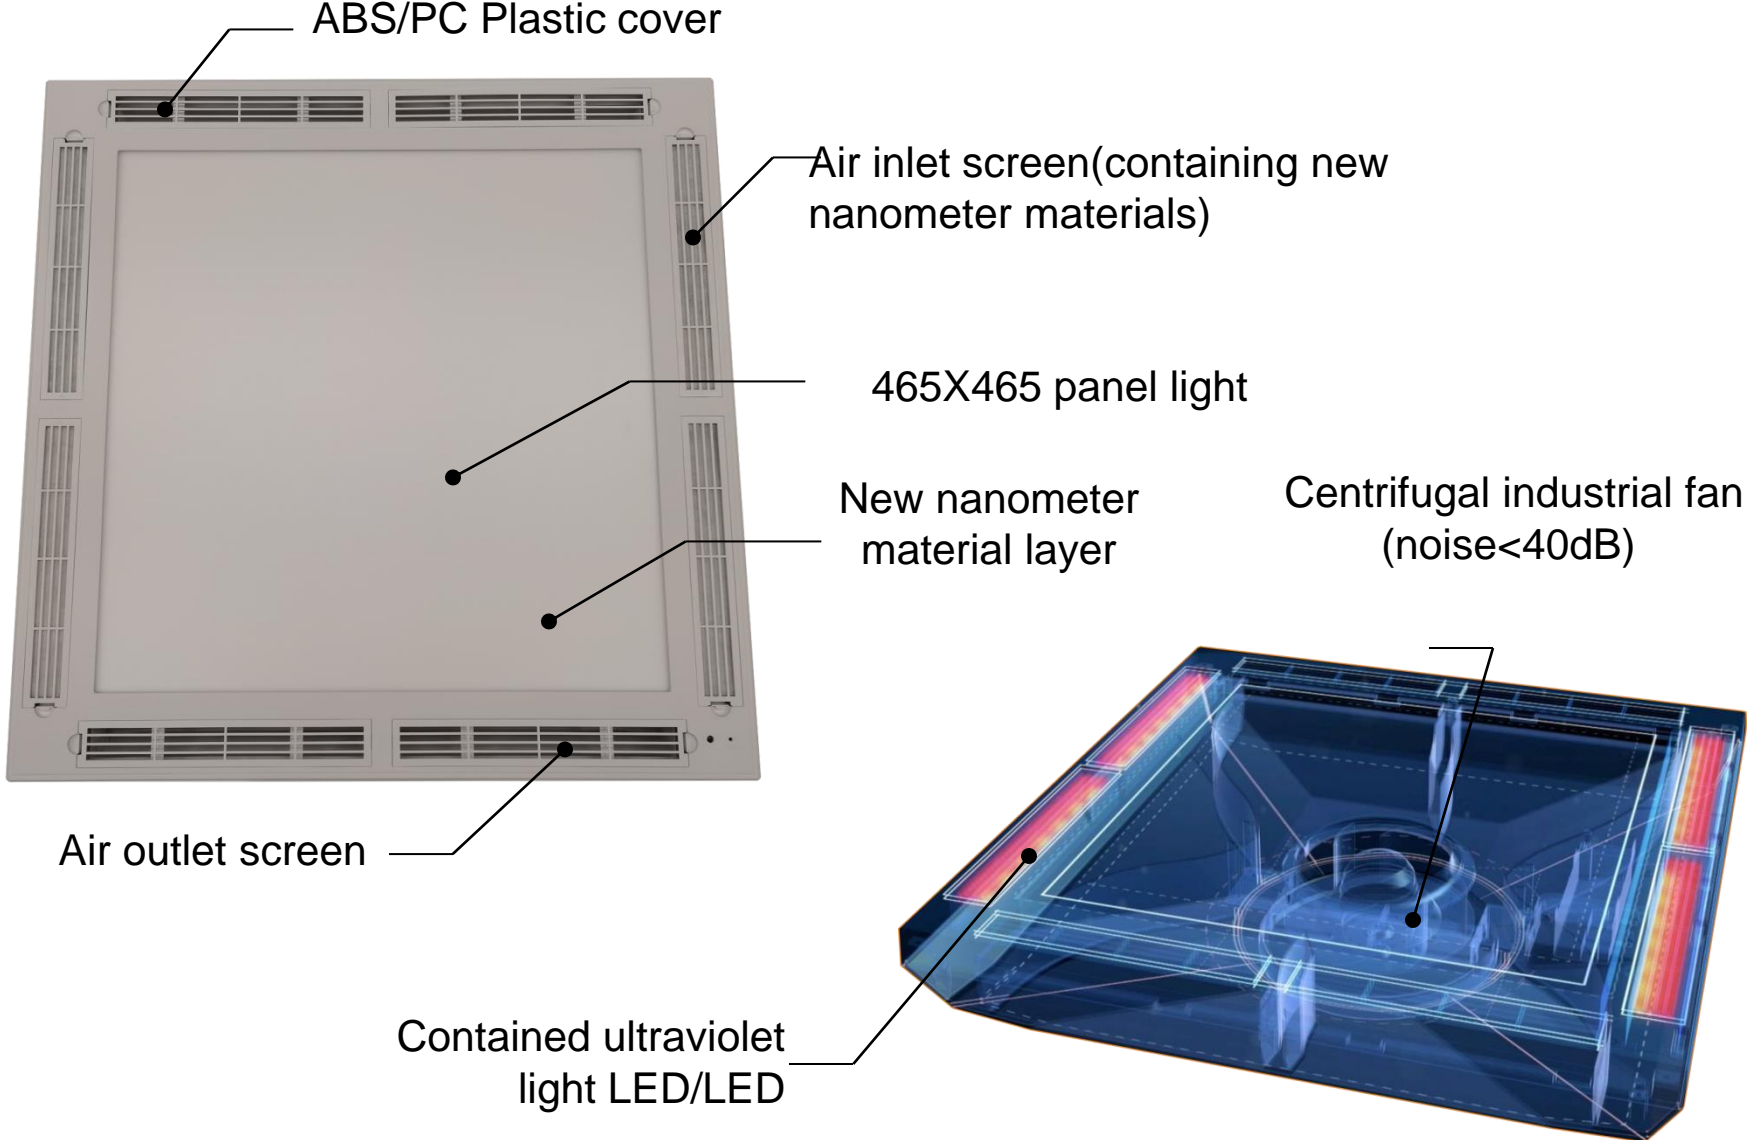 ABS/PC Plastic cover
Air inlet screen(containing new
nanometer materials)
465X465 panel light
New nanometer
material layer
Centrifugal industrial fan
(noise<40dB)
Air outlet screen
Contained ultraviolet
light LED/LED